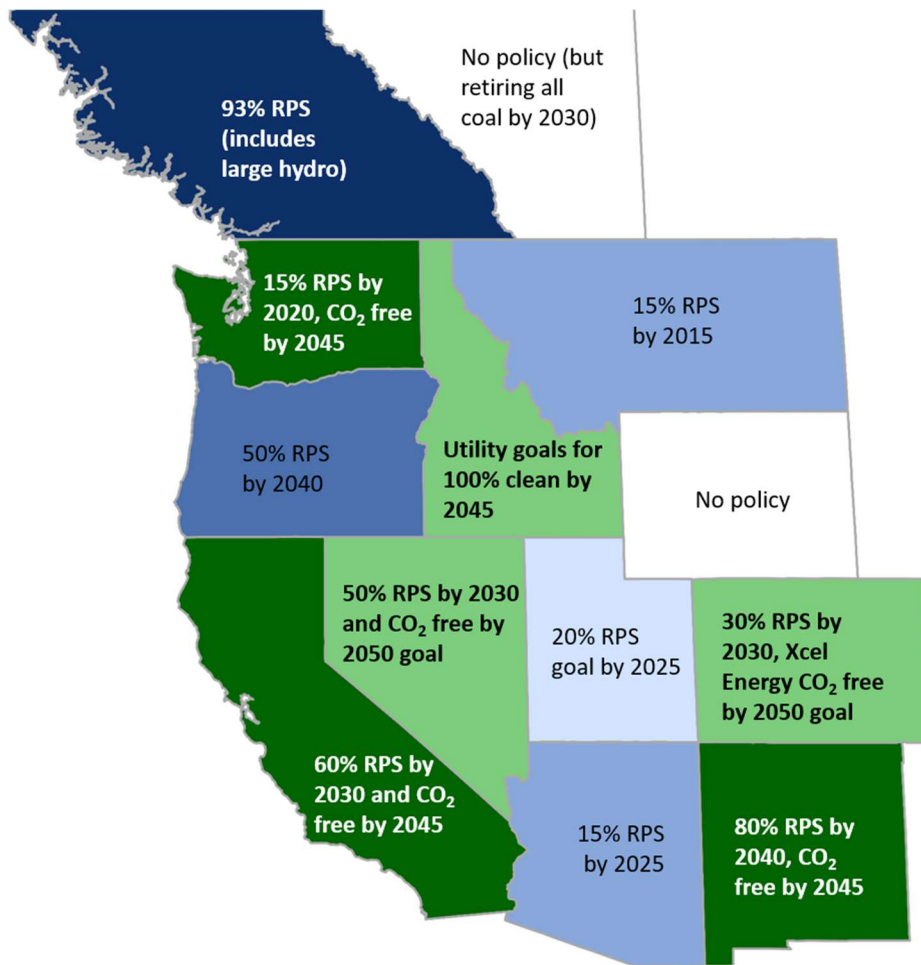 No policy (but
retiring all
coal by 2030)
93% RPS
(includes
large hydro)
15% RPS by
2020, CO₂ free
by 2045
15% RPS
by 2015
50% RPS
by 2040
Utility goals for
100% clean by
2045
No policy
50% RPS by 2030
and CO₂ free by
2050 goal
20% RPS
goal by 2025
30% RPS by
2030, Xcel
Energy CO₂ free
by 2050 goal
60% RPS by
2030 and CO₂
free by 2045
15% RPS
by 2025
80% RPS by
2040, CO₂
free by 2045